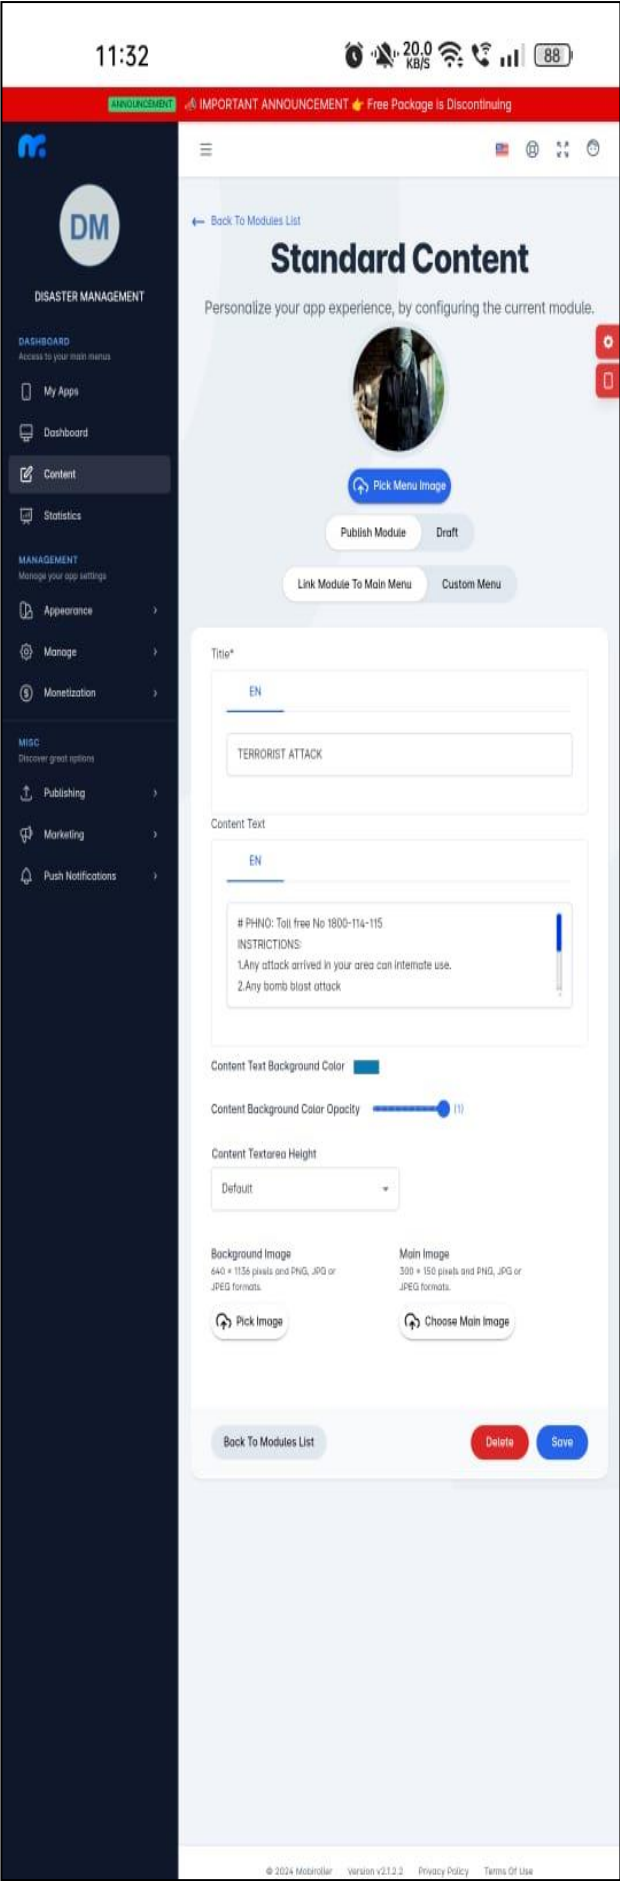 11:32
20.0
KB/S
88
ANNOUNCEMENT IMPORTANT ANNOUNCEMENT 👉 Free Package is Discontinuing
← Back To Modules List
DM
Standard Content
DISASTER MANAGEMENT
Personalize your app experience, by configuring the current module.
DASHBOARD
Access to your main menus
My Apps
Dashboard
Content
Statistics
Pick Menu Image
Publish Module Draft
MANAGEMENT
Manage your app settings
Link Module To Main Menu Custom Menu
Appearance
Manage
Monetization
MISC
Discover great options
Publishing
Marketing
Push Notifications
Title*
EN
TERRORIST ATTACK
Content Text
EN
# PHNO: Toll free No 1800-114-115
INSTRICTIONS:
1.Any attack arrived in your area can internate use.
2.Any bomb blast attack
Content Text Background Color
Content Background Color Opacity (1)
Content Textarea Height
Default
Background Image
640 * 1136 pixels and PNG, JPG or
JPEG formats.
Pick Image
Main Image
300 * 150 pixels and PNG, JPG or
JPEG formats.
Choose Main Image
Back To Modules List Delete Save
© 2024 Mobiroller Version v2.1.2.2 Privacy Policy Terms Of Use